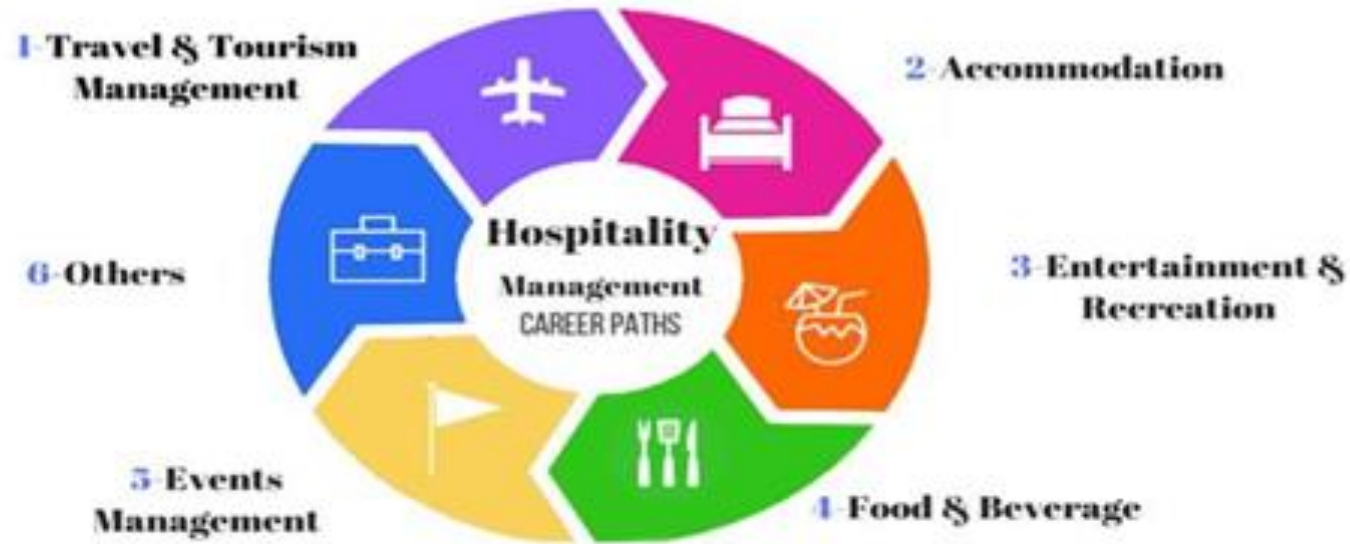 1-Travel & Tourism
Management
2-Accommodation
3-Entertainment &
Recreation
4-Food & Beverage
5-Events
Management
6-Others
Hospitality
Management
CAREER PATHS